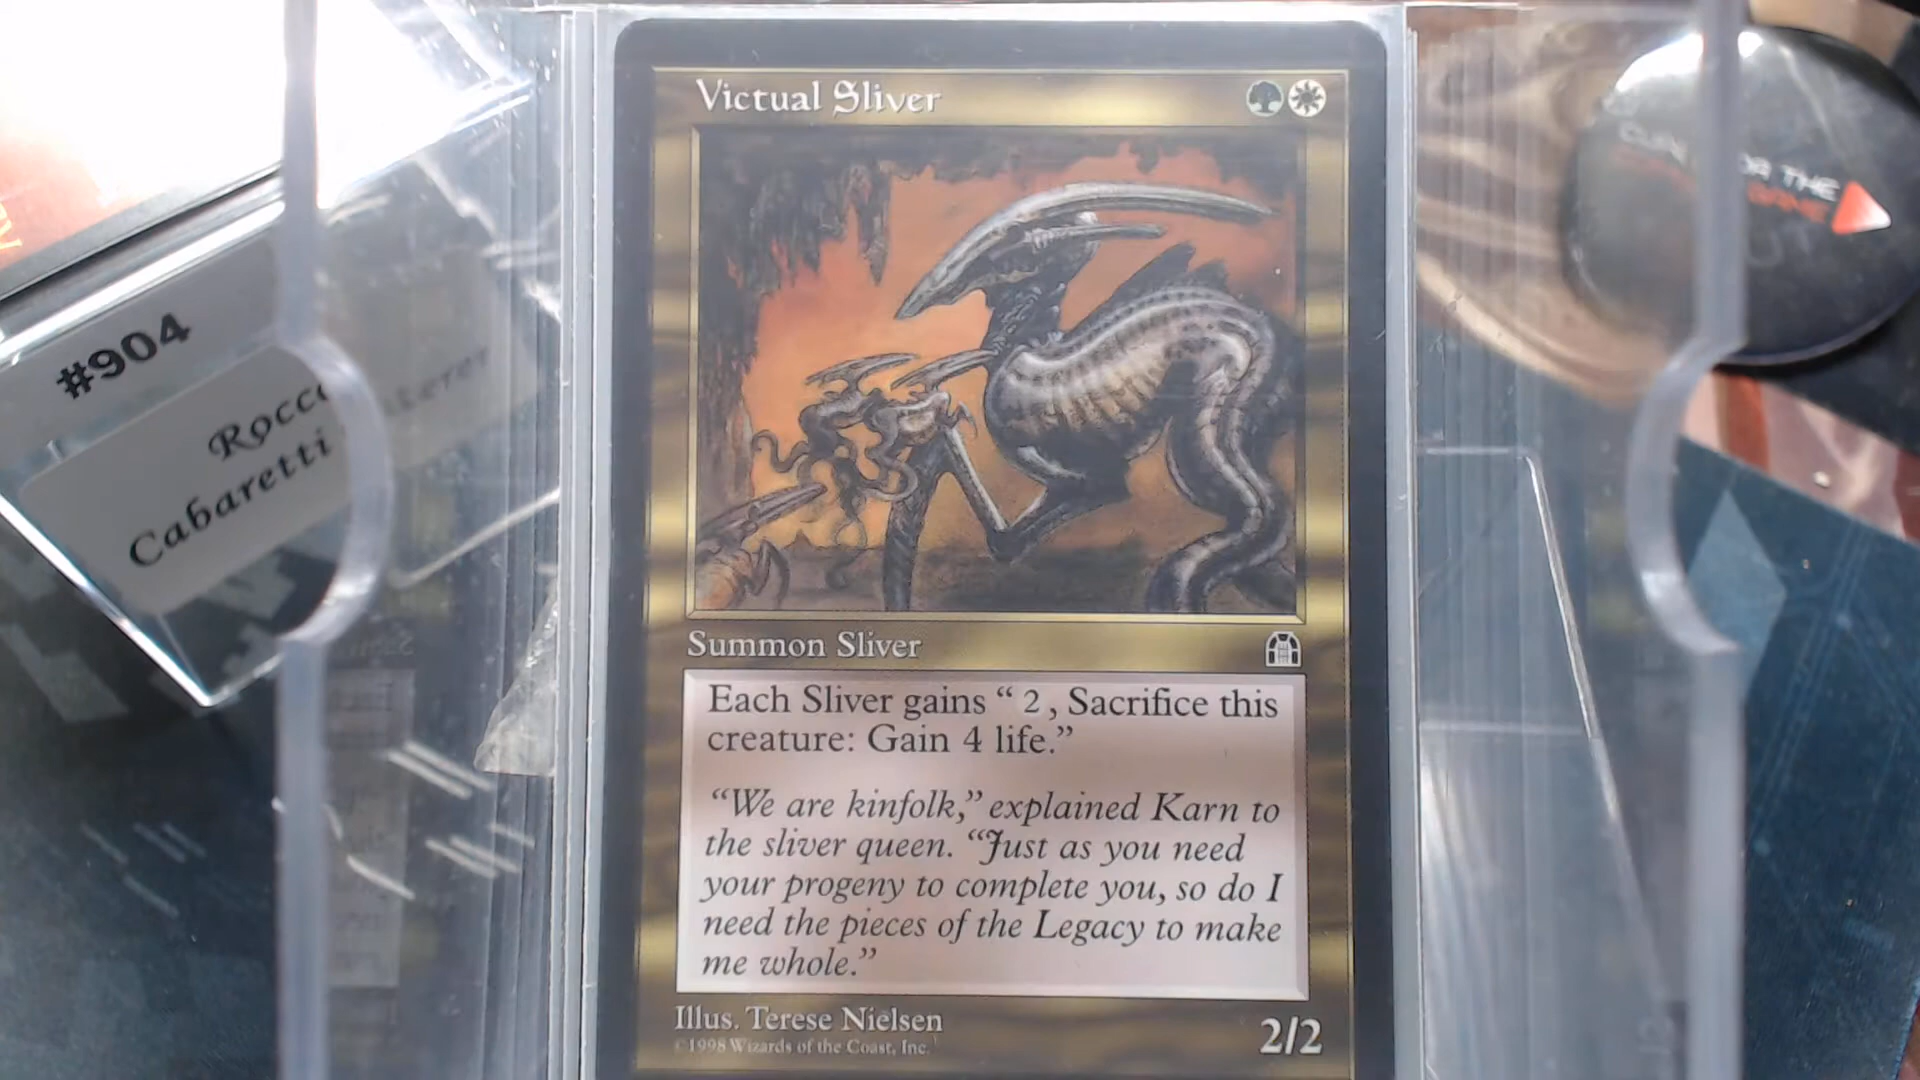 Victual Sliver
Summon Sliver
Each Sliver gains “ 2 , Sacrifice this
creature: Gain 4 life.”
“We are kinfolk,” explained Karn to
the sliver queen. “Just as you need
your progeny to complete you, so do I
need the pieces of the Legacy to make
me whole.”
Illus. Terese Nielsen
©1998 Wizards of the Coast, Inc.
2/2
#904
Rocco
Cabaretti
THE